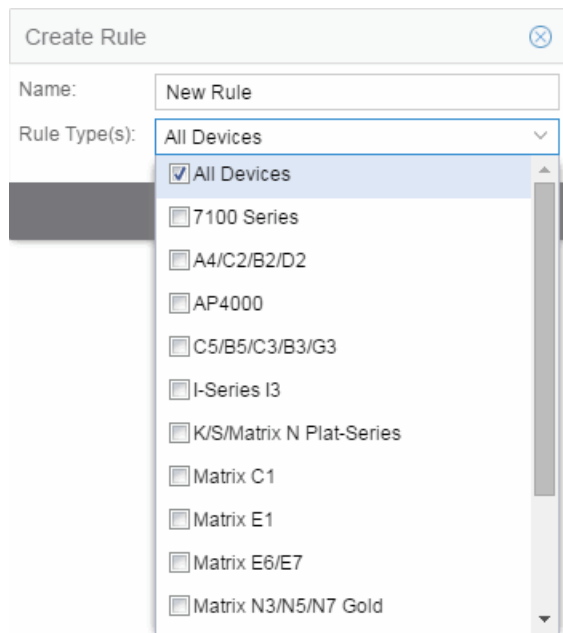 Create Rule
Name: New Rule
Rule Type(s): All Devices
All Devices
7100 Series
A4/C2/B2/D2
AP4000
C5/B5/C3/B3/G3
I-Series I3
K/S/Matrix N Plat-Series
Matrix C1
Matrix E1
Matrix E6/E7
Matrix N3/N5/N7 Gold